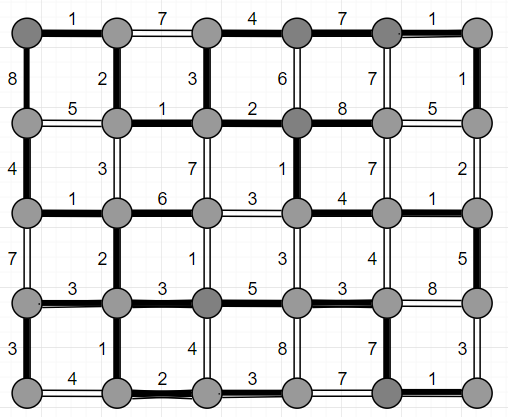 1 7 4 7 1
8 2 3 6 7 1
5 1 2 8 5
4 3 7 1 7 2
1 6 3 4 1
7 2 1 3 4 5
3 3 5 3 8
3 1 4 8 7 3
4 2 3 7 1